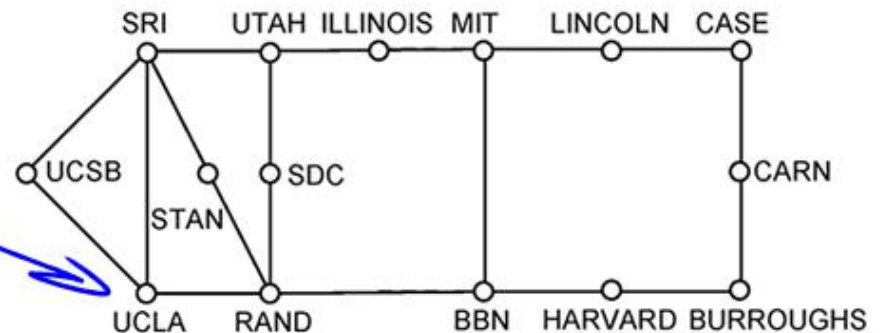 SRI UTAH ILLINOIS MIT LINCOLN CASE
UCSB SDC CARN
STAN
UCLA RAND BBN HARVARD BURROUGHS